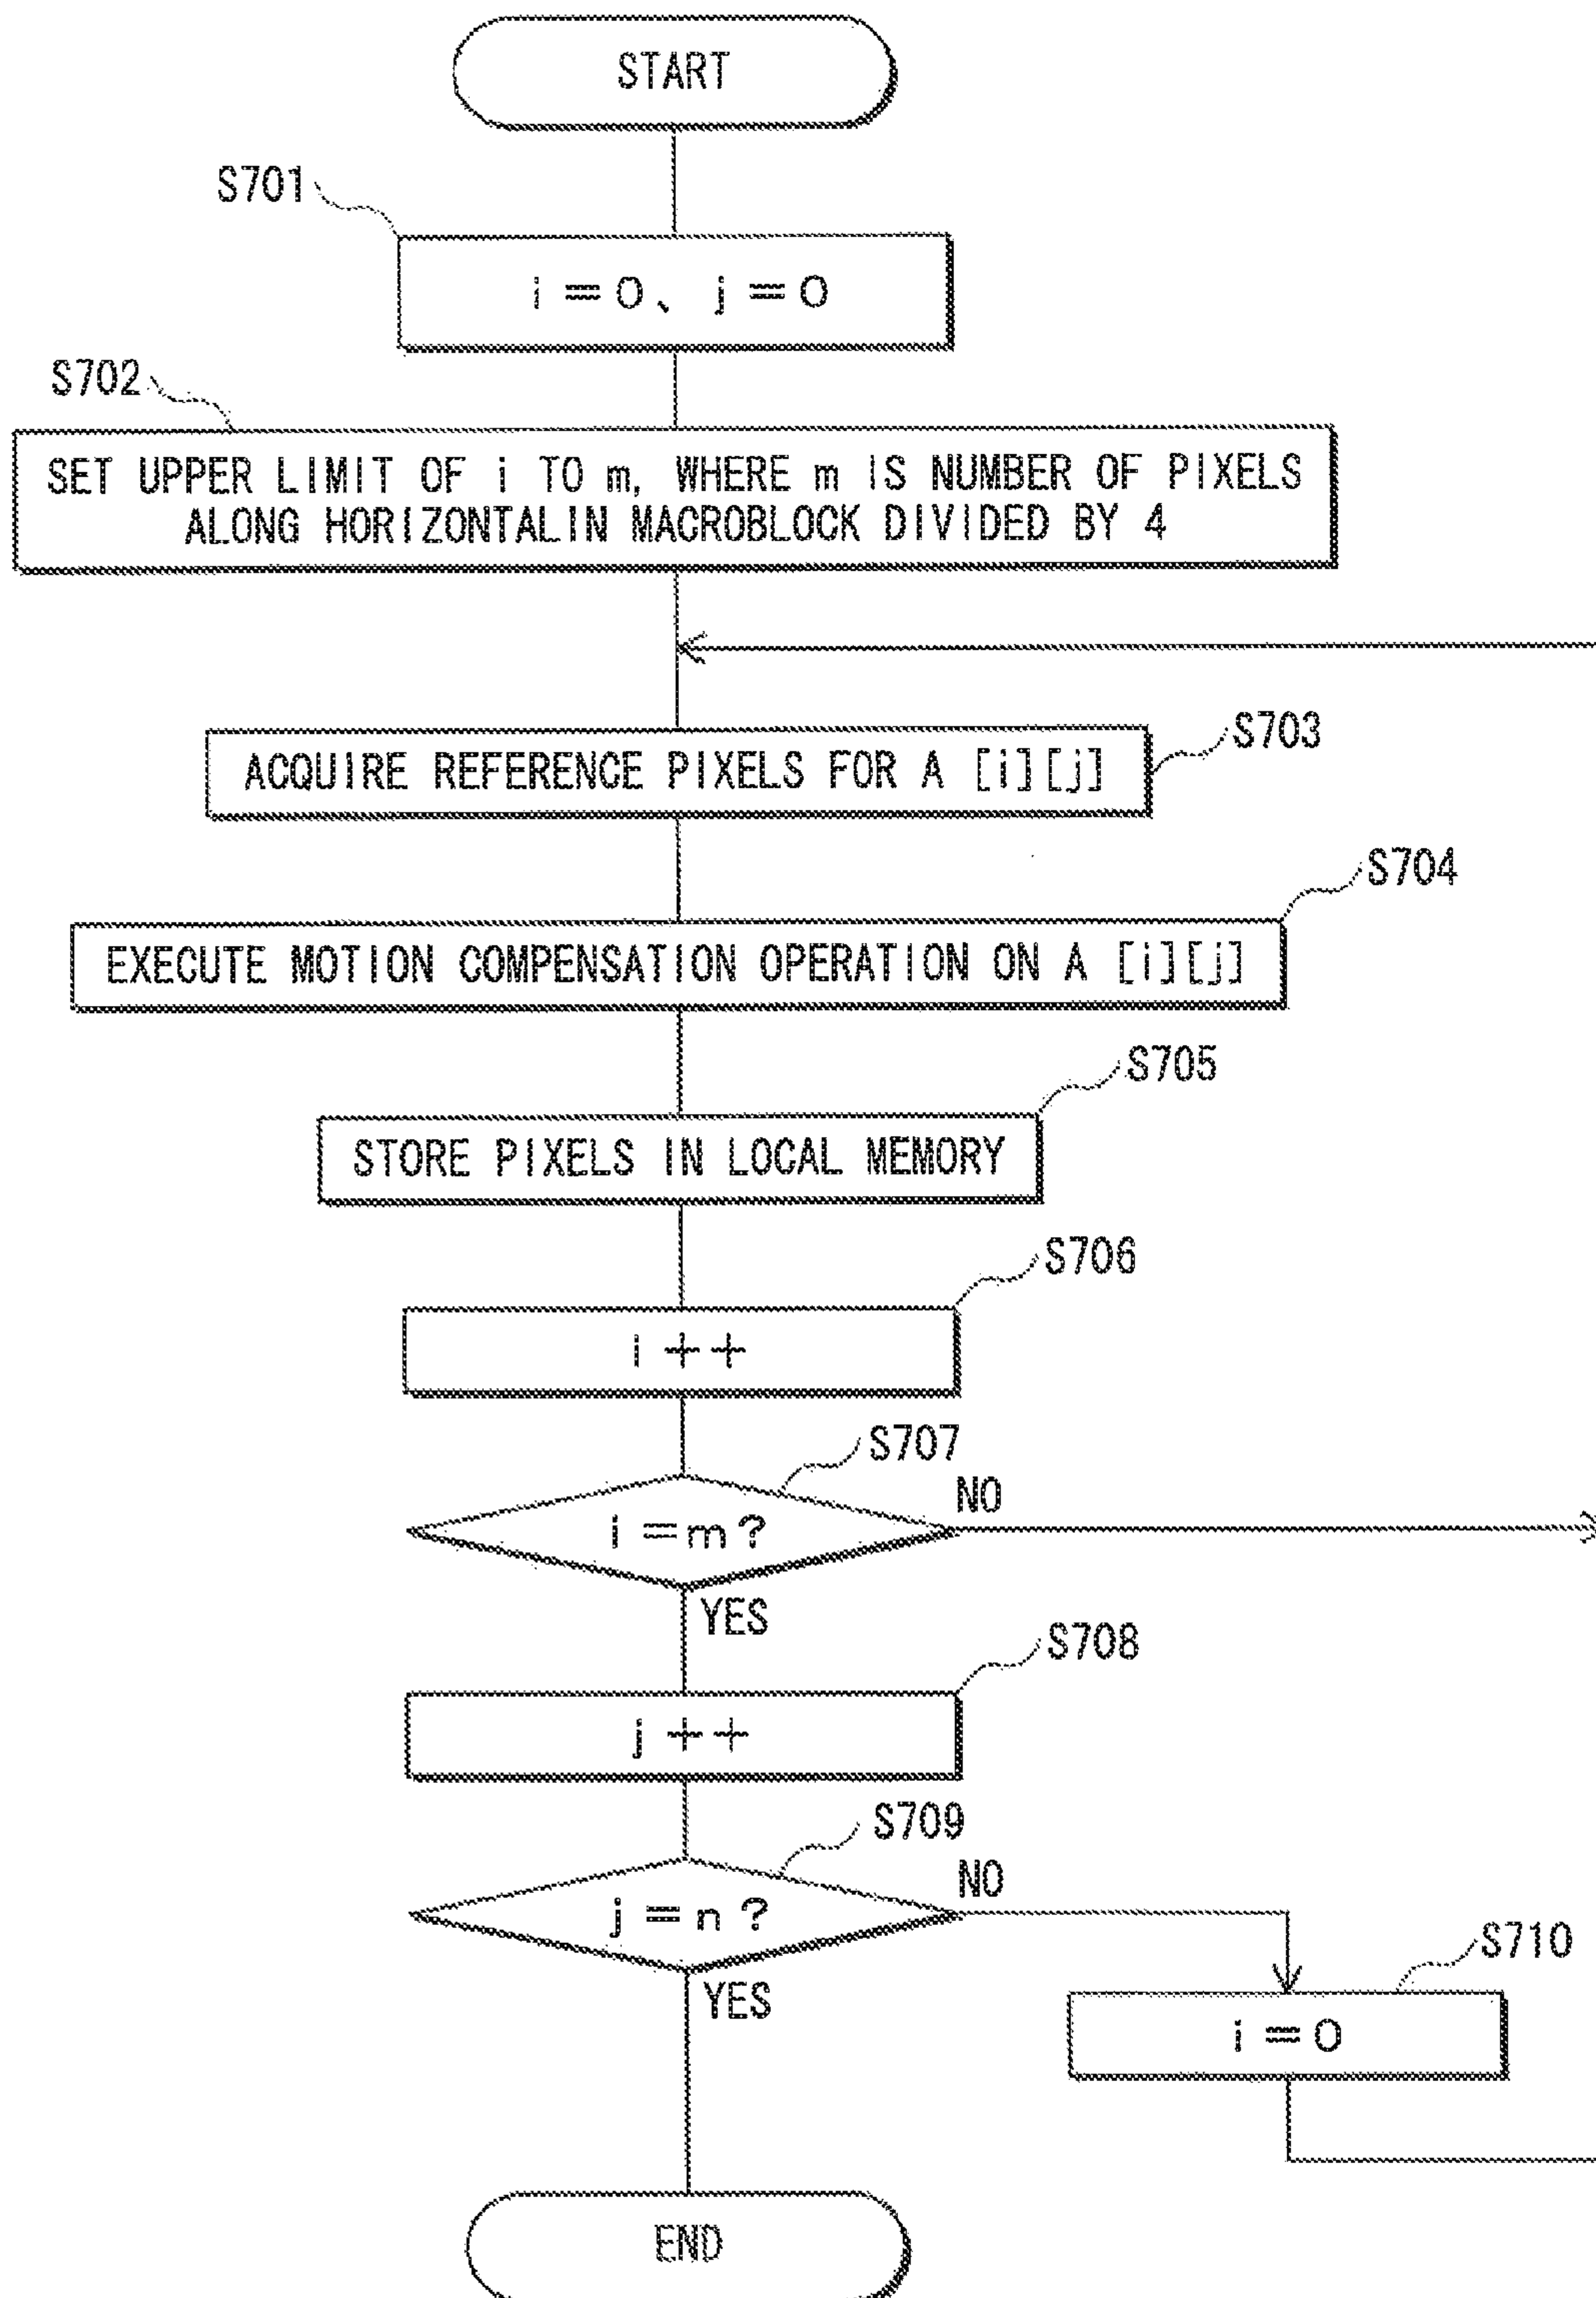 START
S701
i=0、j=0
S702
SET UPPER LIMIT OF i TO m, WHERE m IS NUMBER OF PIXELS
ALONG HORIZONTALIN MACROBLOCK DIVIDED BY 4
S703
ACQUIRE REFERENCE PIXELS FOR A [i][j]
S704
EXECUTE MOTION COMPENSATION OPERATION ON A [i][j]
S705
STORE PIXELS IN LOCAL MEMORY
S706
i++
S707
NO
i=m?
YES
S708
j++
S709
NO
j=n?
YES
S710
i=0
END